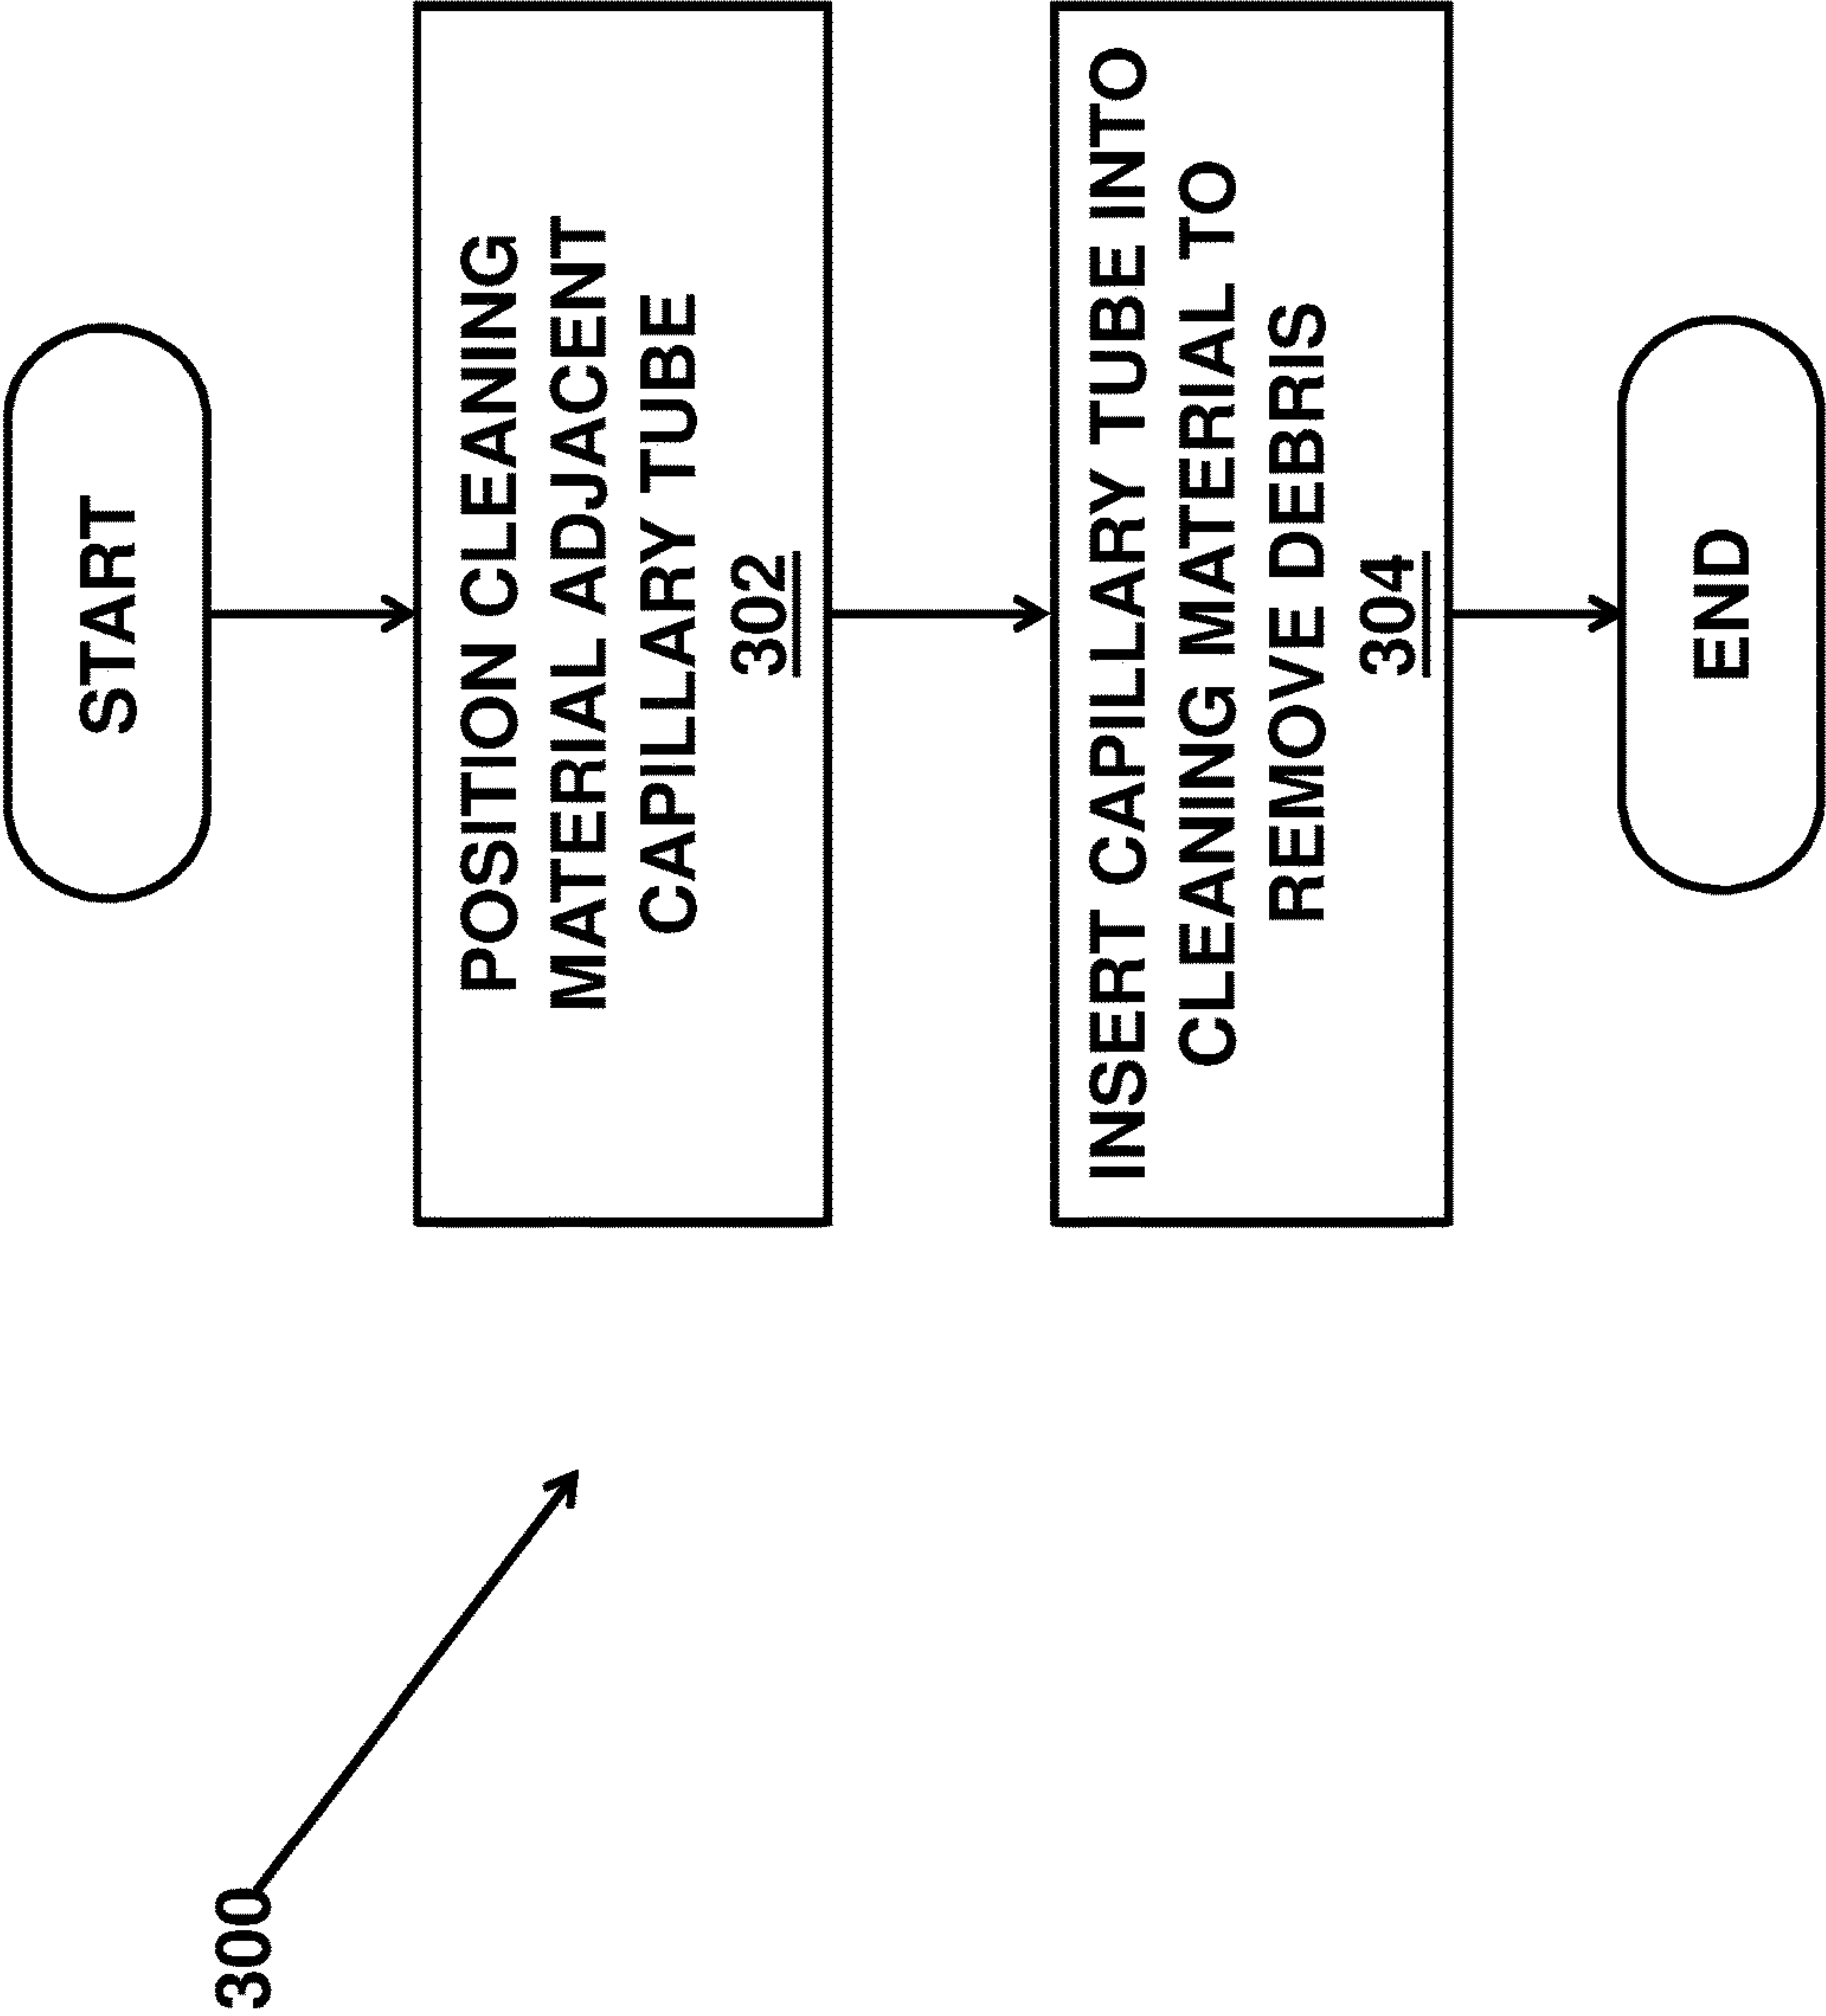 300
START
POSITION CLEANING
MATERIAL ADJACENT
CAPILLARY TUBE
302
INSERT CAPILLARY TUBE INTO
CLEANING MATERIAL TO
REMOVE DEBRIS
304
END